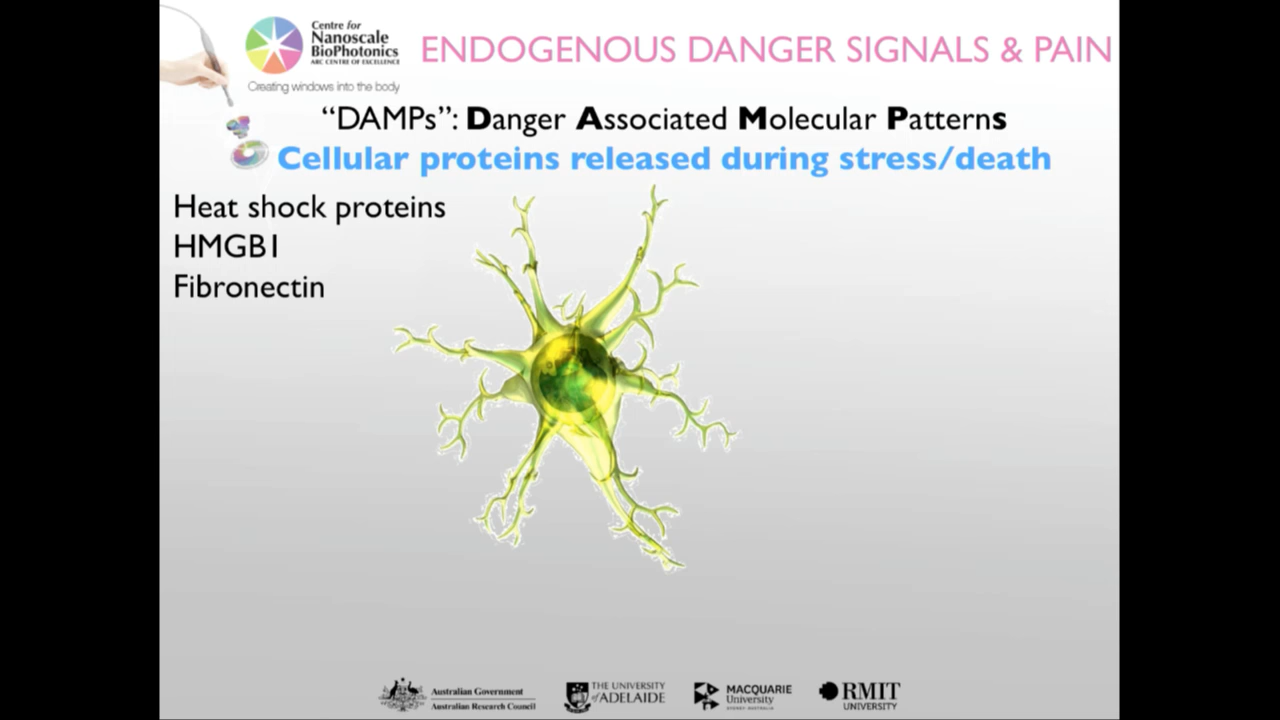 Centre for
Nanoscale
BioPhotonics
ARC CENTRE OF EXCELLENCE
Creating windows into the body
ENDOGENOUS DANGER SIGNALS & PAIN
“DAMPs”: Danger Associated Molecular Patterns
Cellular proteins released during stress/death
Heat shock proteins
HMGB1
Fibronectin
Australian Government
Australian Research Council
THE UNIVERSITY
of ADELAIDE
MACQUARIE
University
SYDNEY·AUSTRALIA
RMIT
UNIVERSITY